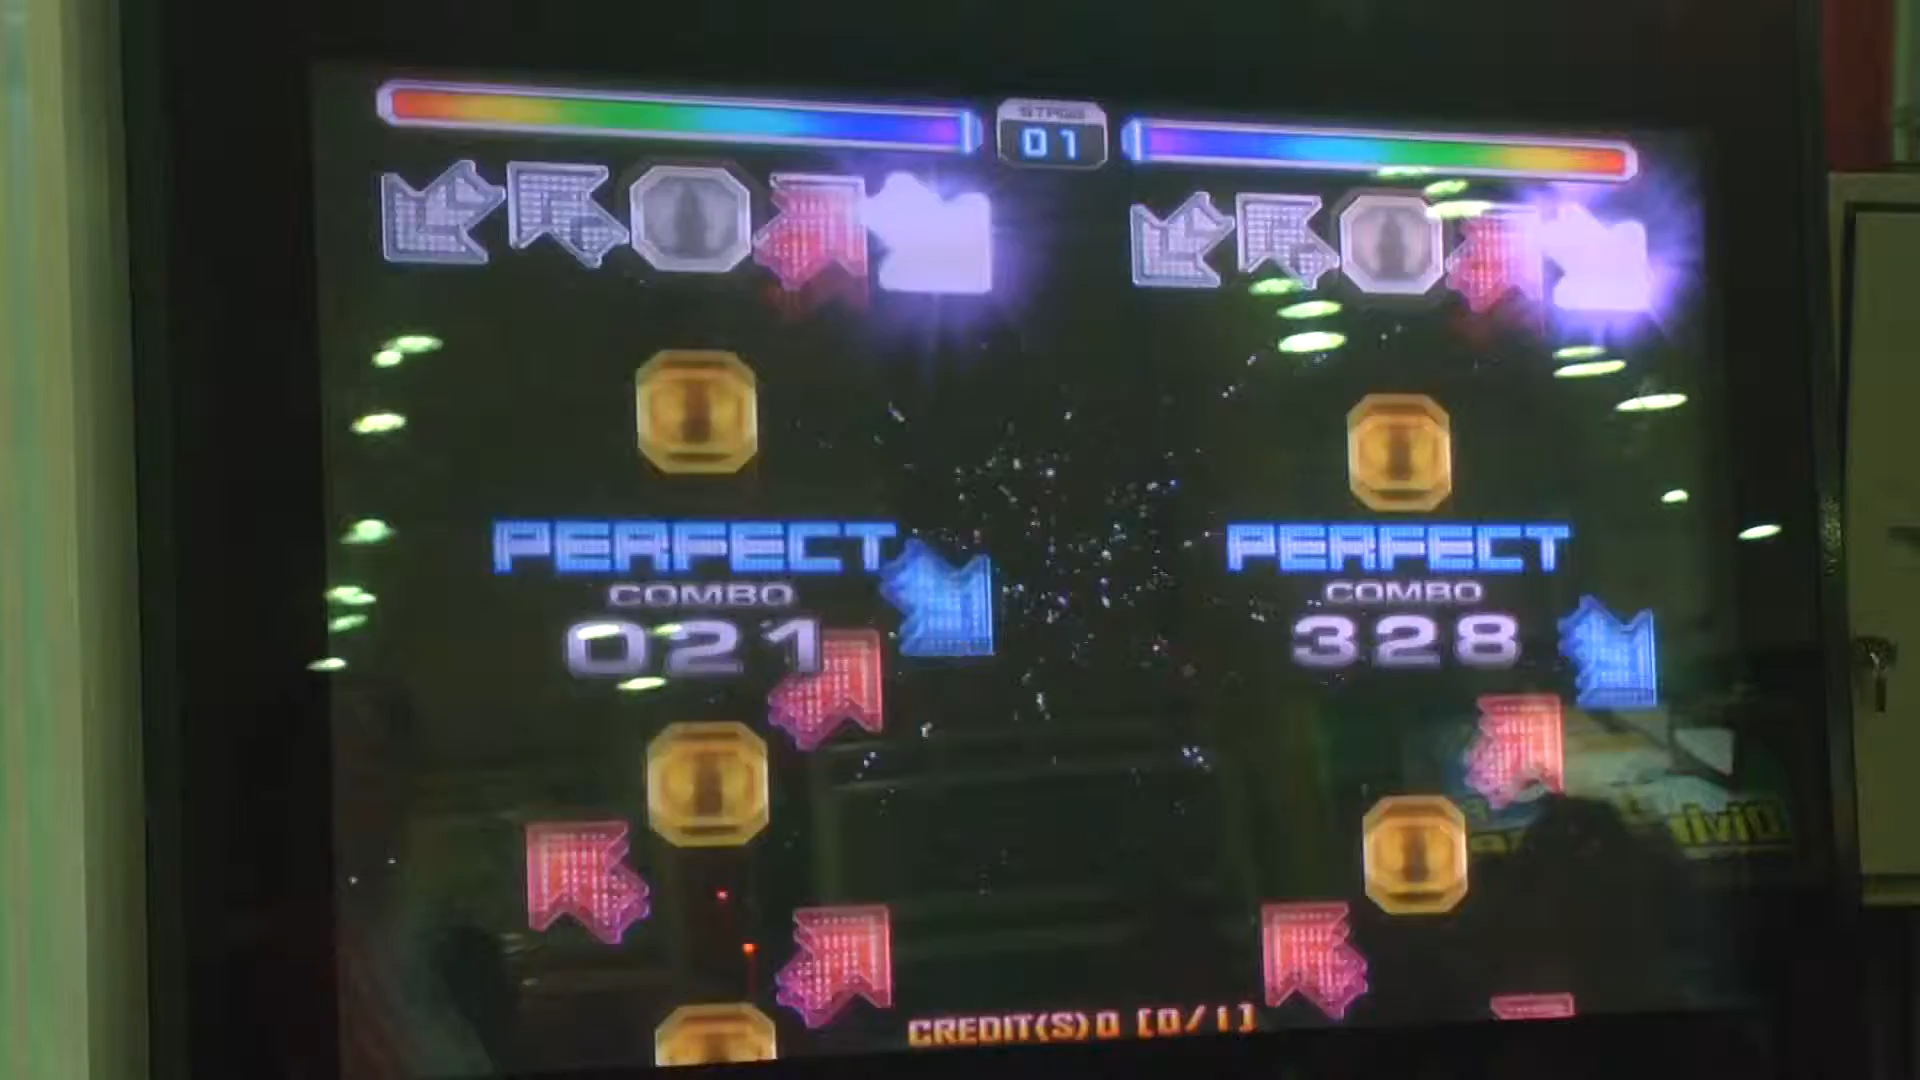 STAGE
01
PERFECT
COMBO
021
PERFECT
COMBO
328
CREDIT(S) 0 [0/1]